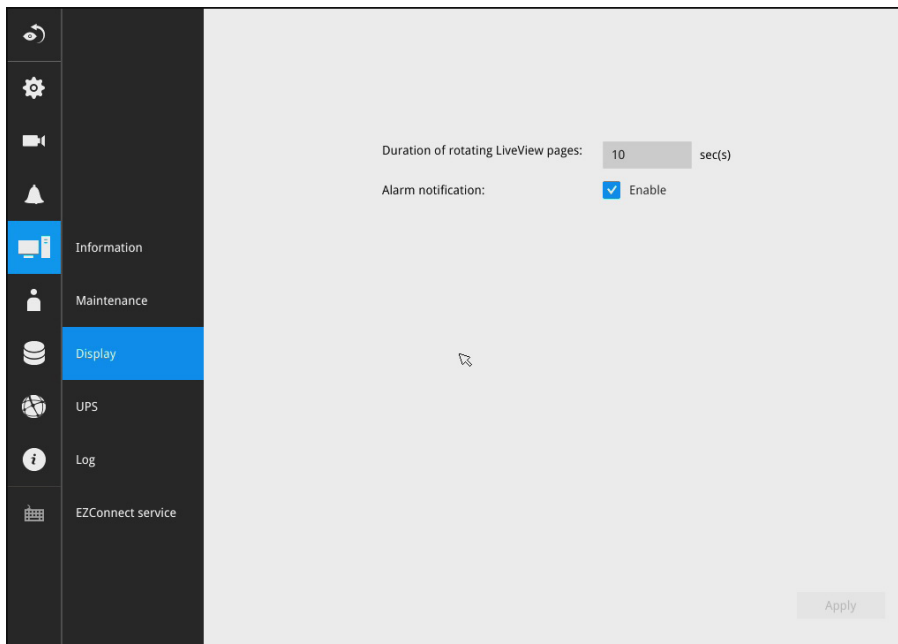 Duration of rotating LiveView pages: 10 sec(s)
Alarm notification: Enable
Information
Maintenance
Display
UPS
Log
EZConnect service
Apply